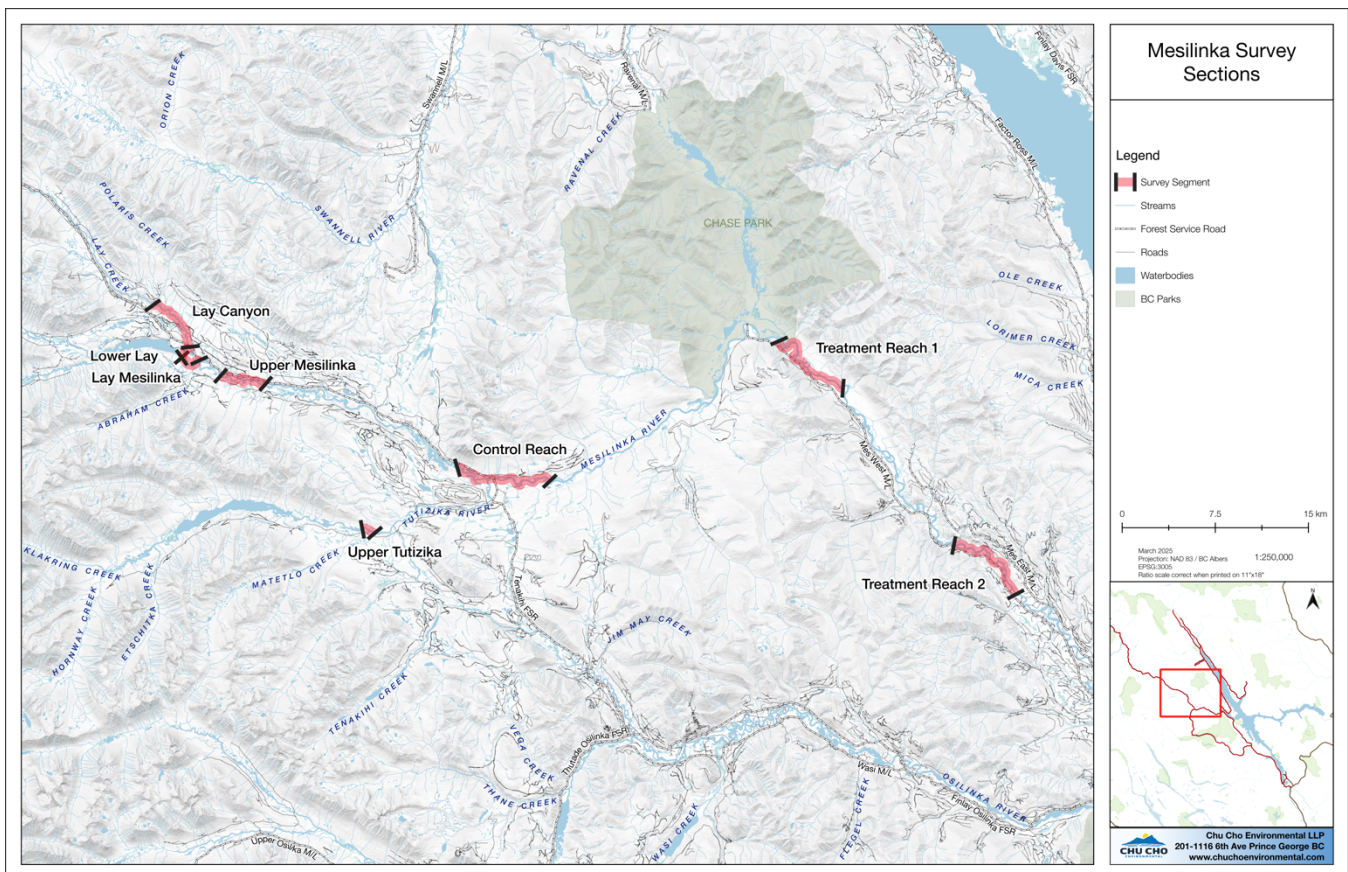 Mesilinka Survey
Sections
Legend
Survey Segment
Streams
Forest Service Road
Roads
Waterbodies
BC Parks
0
7.5
15 km
March 2025
Projection: NAD 83 / BC Albers
EPSG:3005
Ratio scale correct when printed on 11"x18"
1:250,000
N
CHU CHO
ENVIRONMENTAL
Chu Cho Environmental LLP
201-1116 6th Ave Prince George BC
www.chuchoenvironmental.com
ORION CREEK
Swannell M/L
Ravenal M/L
Finlay Davis FSR
Factor Ross M/L
RAVENAL CREEK
POLARIS CREEK
SWANNELL RIVER
CHASE PARK
LAY CREEK
OLE CREEK
LORIMER CREEK
MICA CREEK
Lay Canyon
Lower Lay
Lay Mesilinka
Upper Mesilinka
ABRAHAM CREEK
Treatment Reach 1
Control Reach
MESILINKA RIVER
Mes West M/L
TUTIZIKA RIVER
Upper Tutizika
MATETLO CREEK
KLAKRING CREEK
HORNWAY CREEK
ETSCHITKA CREEK
Tenakihi FSR
Mes East M/L
Treatment Reach 2
JIM MAY CREEK
TENAKIHI CREEK
VEGA CREEK
Thutade Osilinka FSR
THANE CREEK
WASI CREEK
Wasi M/L
FLEGEL CREEK
OSILINKA RIVER
Finlay Osilinka FSR
Upper Osilika M/L